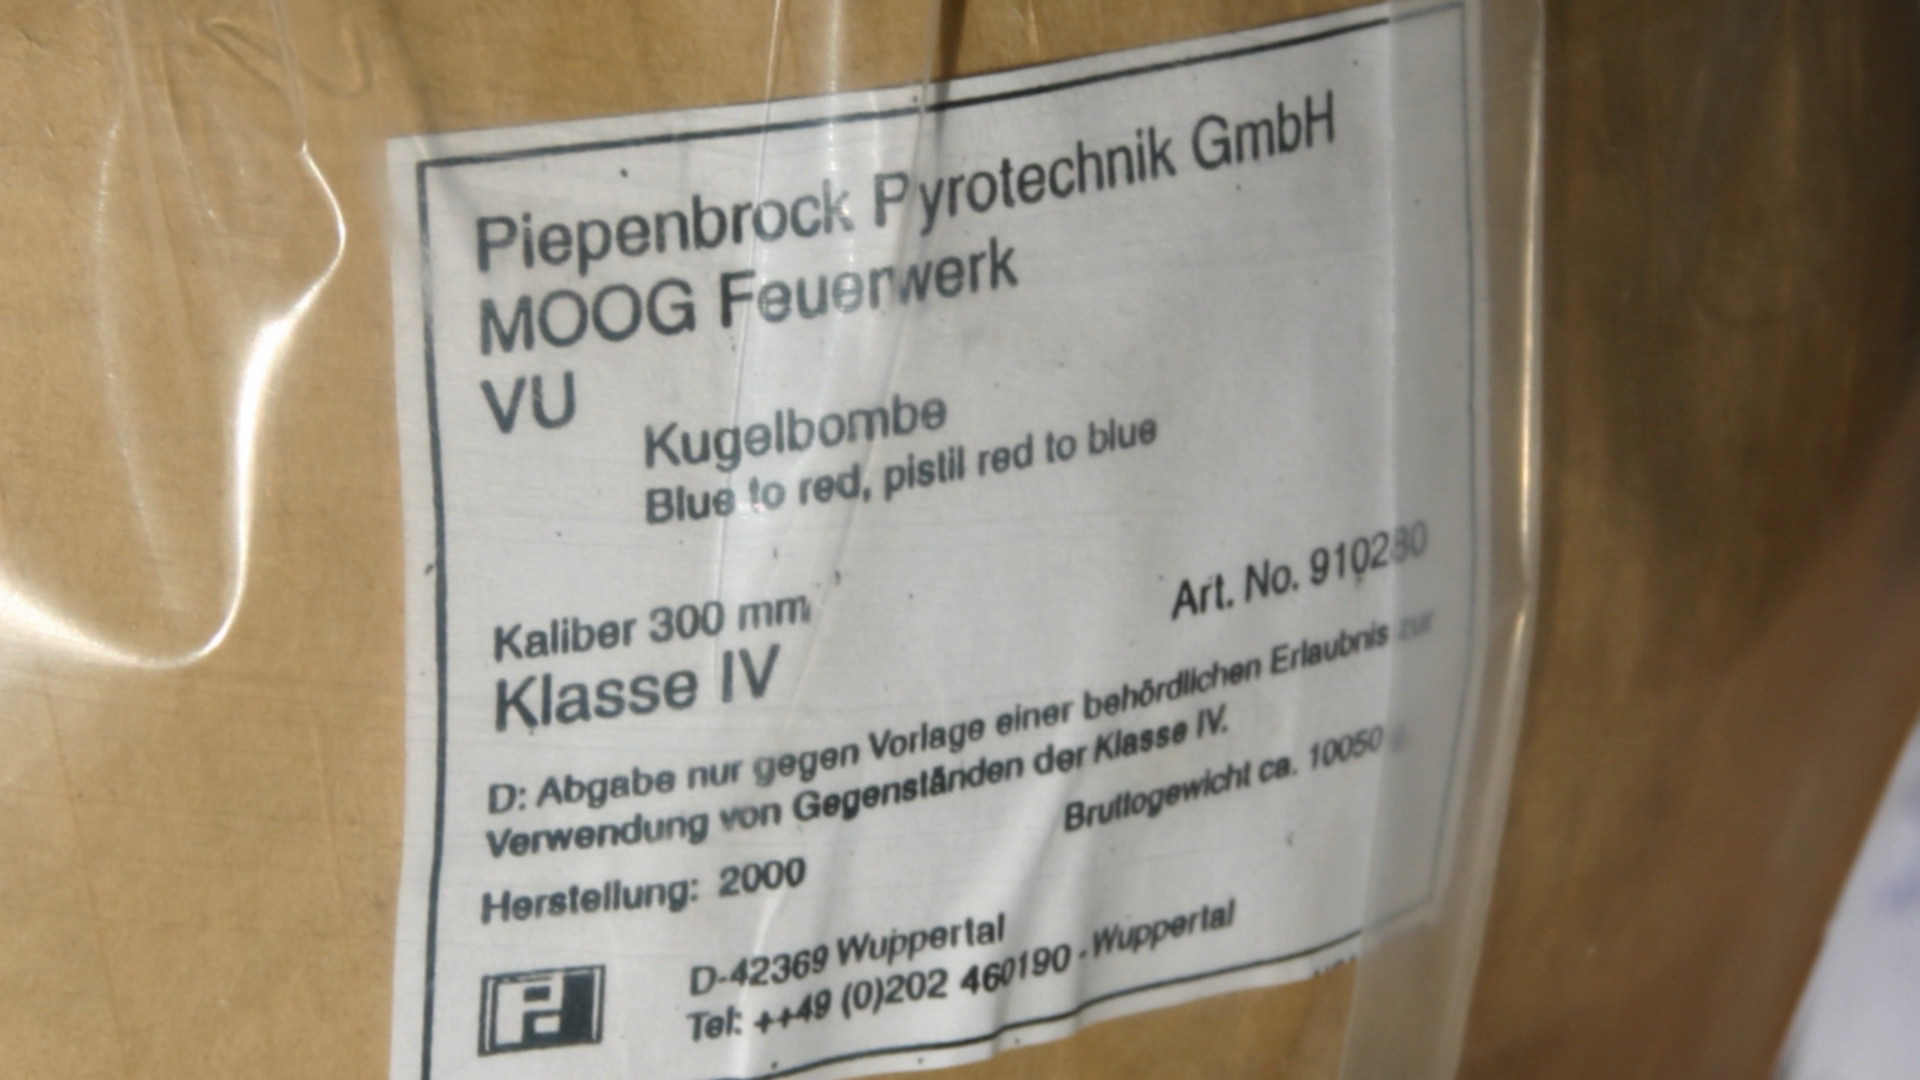 Piepenbrock Pyrotechnik GmbH
MOOG Feuerwerk
VU
Kugelbombe
Blue to red, pistil red to blue
Art. No. 910280
Kaliber 300 mm
Klasse IV
D: Abgabe nur gegen Vorlage einer behördlichen Erlaubnis zur
Verwendung von Gegenständen der Klasse IV.
Bruttogewicht ca. 10050
Herstellung: 2000
D-42369 Wuppertal
Tel: ++49 (0)202 460190 - Wuppertal